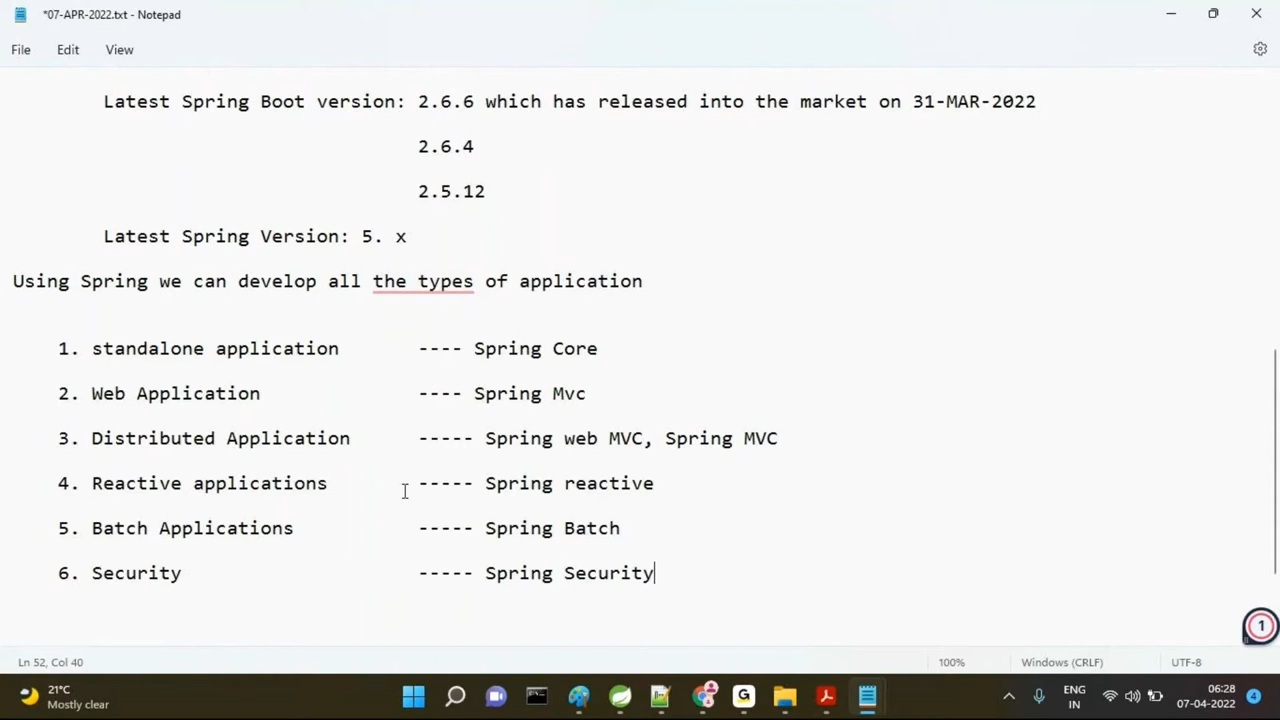 *07-APR-2022.txt - Notepad
File Edit View
Latest Spring Boot version: 2.6.6 which has released into the market on 31-MAR-2022
2.6.4
2.5.12
Latest Spring Version: 5. x
Using Spring we can develop all the types of application
1. standalone application ---- Spring Core
2. Web Application ---- Spring Mvc
3. Distributed Application ----- Spring web MVC, Spring MVC
4. Reactive applications ----- Spring reactive
5. Batch Applications ----- Spring Batch
6. Security ----- Spring Security
1
Ln 52, Col 40 100% Windows (CRLF) UTF-8
21°C ENG 06:28
Mostly clear IN 07-04-2022 4